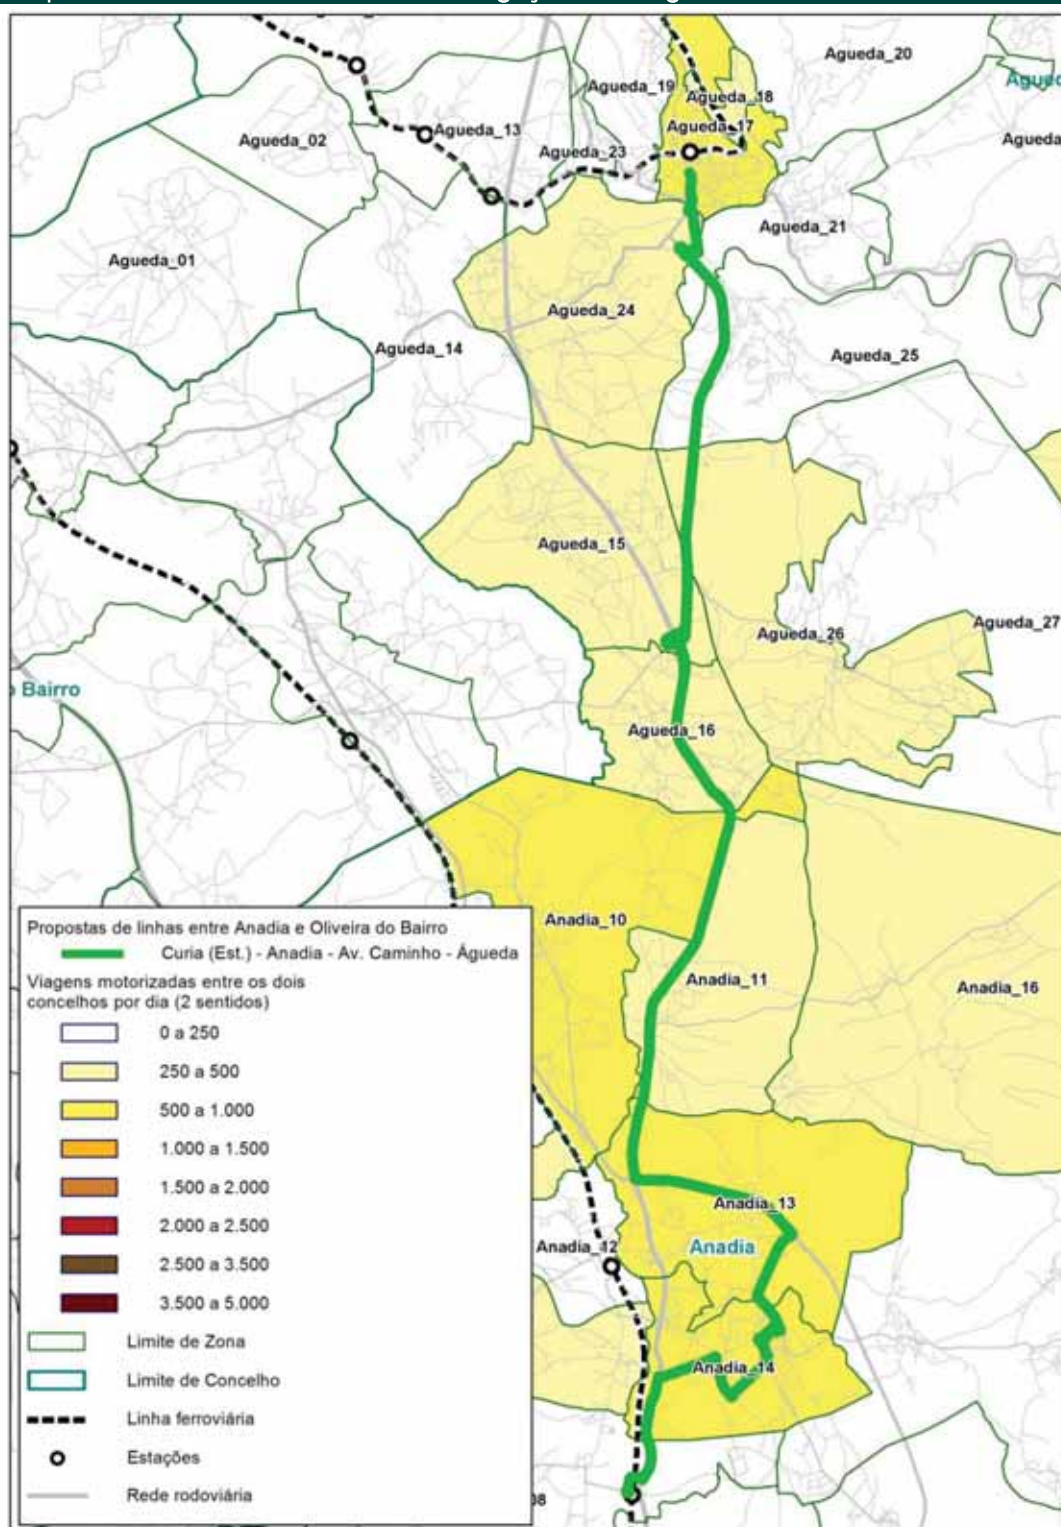 Agueda_20
Agued
Agueda_19
Agueda_18
Agueda_17
Agueda_13
Agueda_02
Agueda_23
Agueda
Agueda_21
Agueda_01
Agueda_24
Agueda_14
Agueda_25
Agueda_15
Agueda_27
Agueda_26
Bairro
Agueda_16
Anadia_10
Anadia_11
Anadia_16
Anadia_13
Anadia_12
Anadia
Anadia_14
Propostas de linhas entre Anadia e Oliveira do Bairro
Curia (Est.) - Anadia - Av. Caminho - Águeda
Viagens motorizadas entre os dois
concelhos por dia (2 sentidos)
0 a 250
250 a 500
500 a 1.000
1.000 a 1.500
1.500 a 2.000
2.000 a 2.500
2.500 a 3.500
3.500 a 5.000
Limite de Zona
Limite de Concelho
Linha ferroviária
Estações
Rede rodoviária